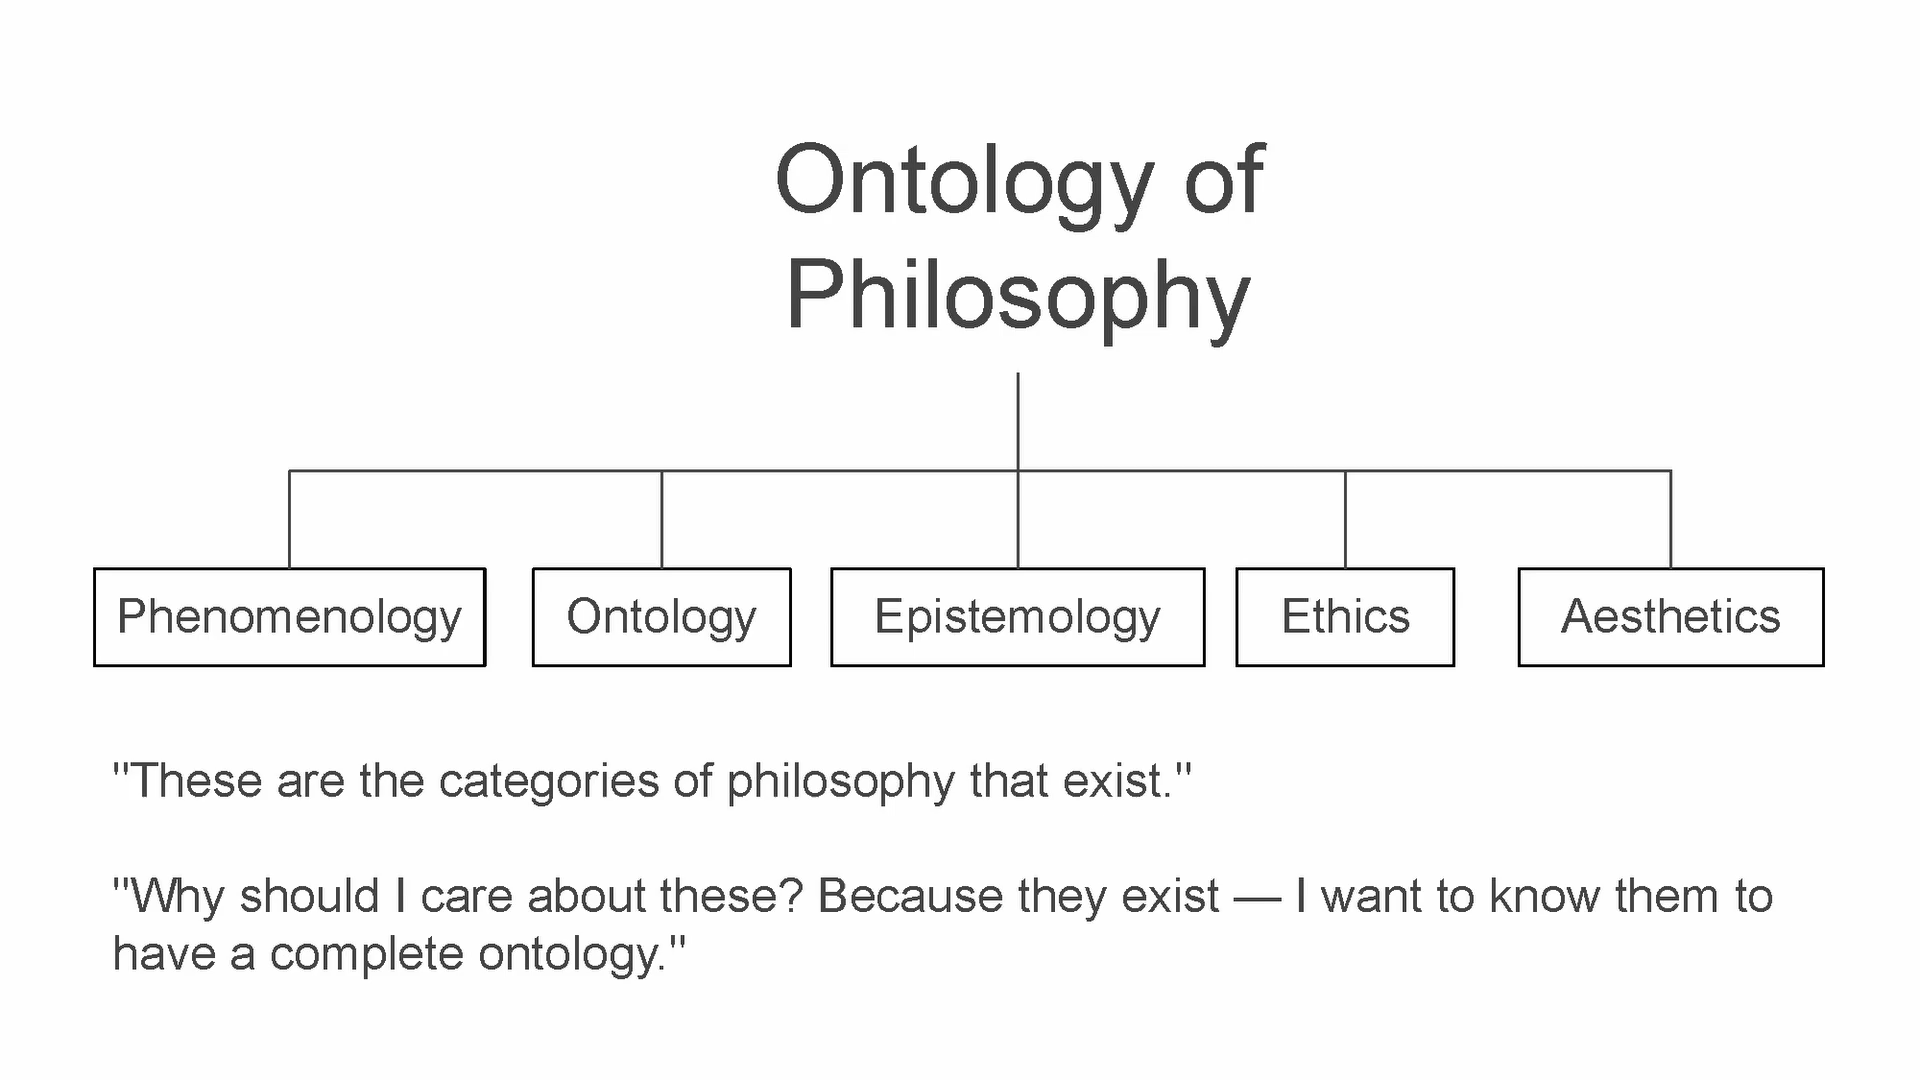 Ontology of
Philosophy
Phenomenology
Ontology
Epistemology
Ethics
Aesthetics
"These are the categories of philosophy that exist."
"Why should I care about these? Because they exist — I want to know them to
have a complete ontology."